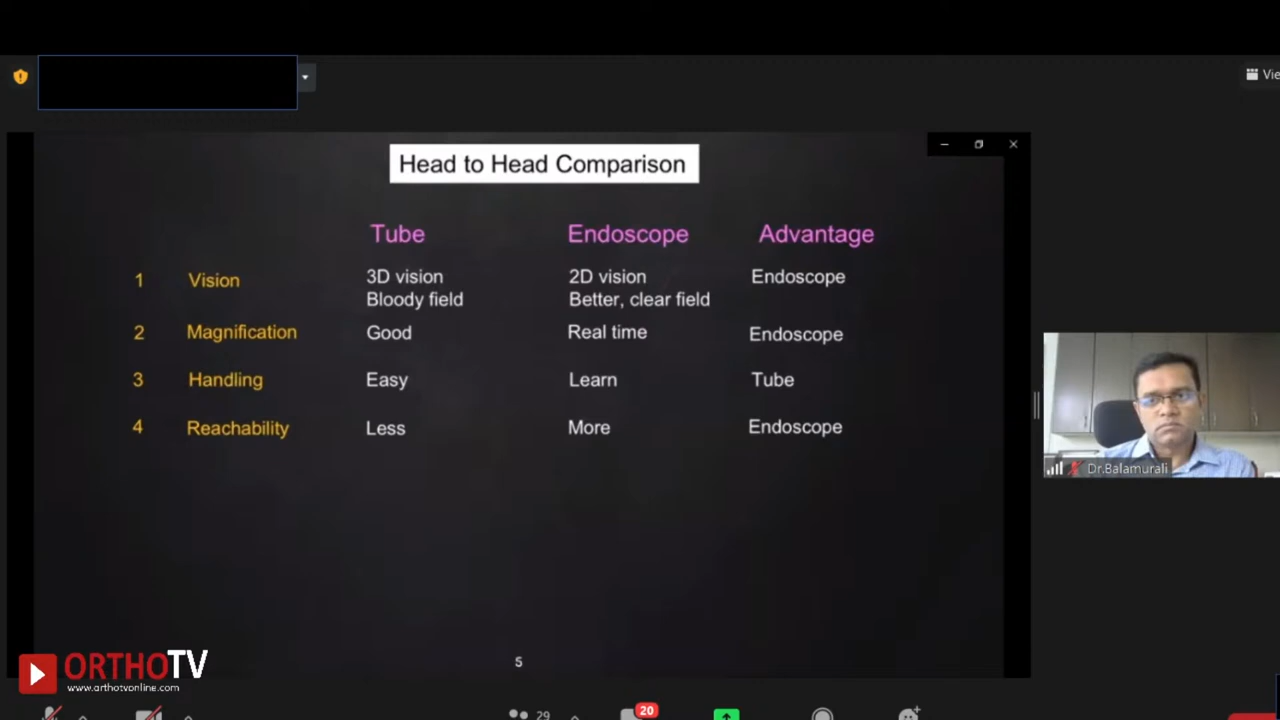 Vie
Head to Head Comparison
Tube Endoscope Advantage
1 Vision 3D vision 2D vision Endoscope
Bloody field Better, clear field
2 Magnification Good Real time Endoscope
3 Handling Easy Learn Tube
4 Reachability Less More Endoscope
Dr.Balamurali
5
ORTHOTV
www.orthotvonline.com
29
20